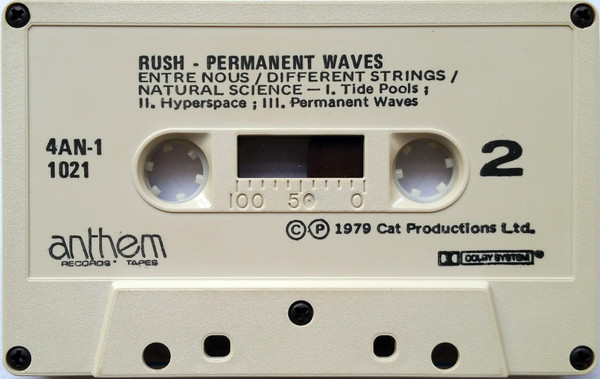 RUSH - PERMANENT WAVES
ENTRE NOUS / DIFFERENT STRINGS /
NATURAL SCIENCE — I. Tide Pools ;
II. Hyperspace ; III. Permanent Waves
4AN-1
1021
2
100 50 0
©℗ 1979 Cat Productions Ltd.
anthem
RECORDS • TAPES
DOLBY SYSTEM®